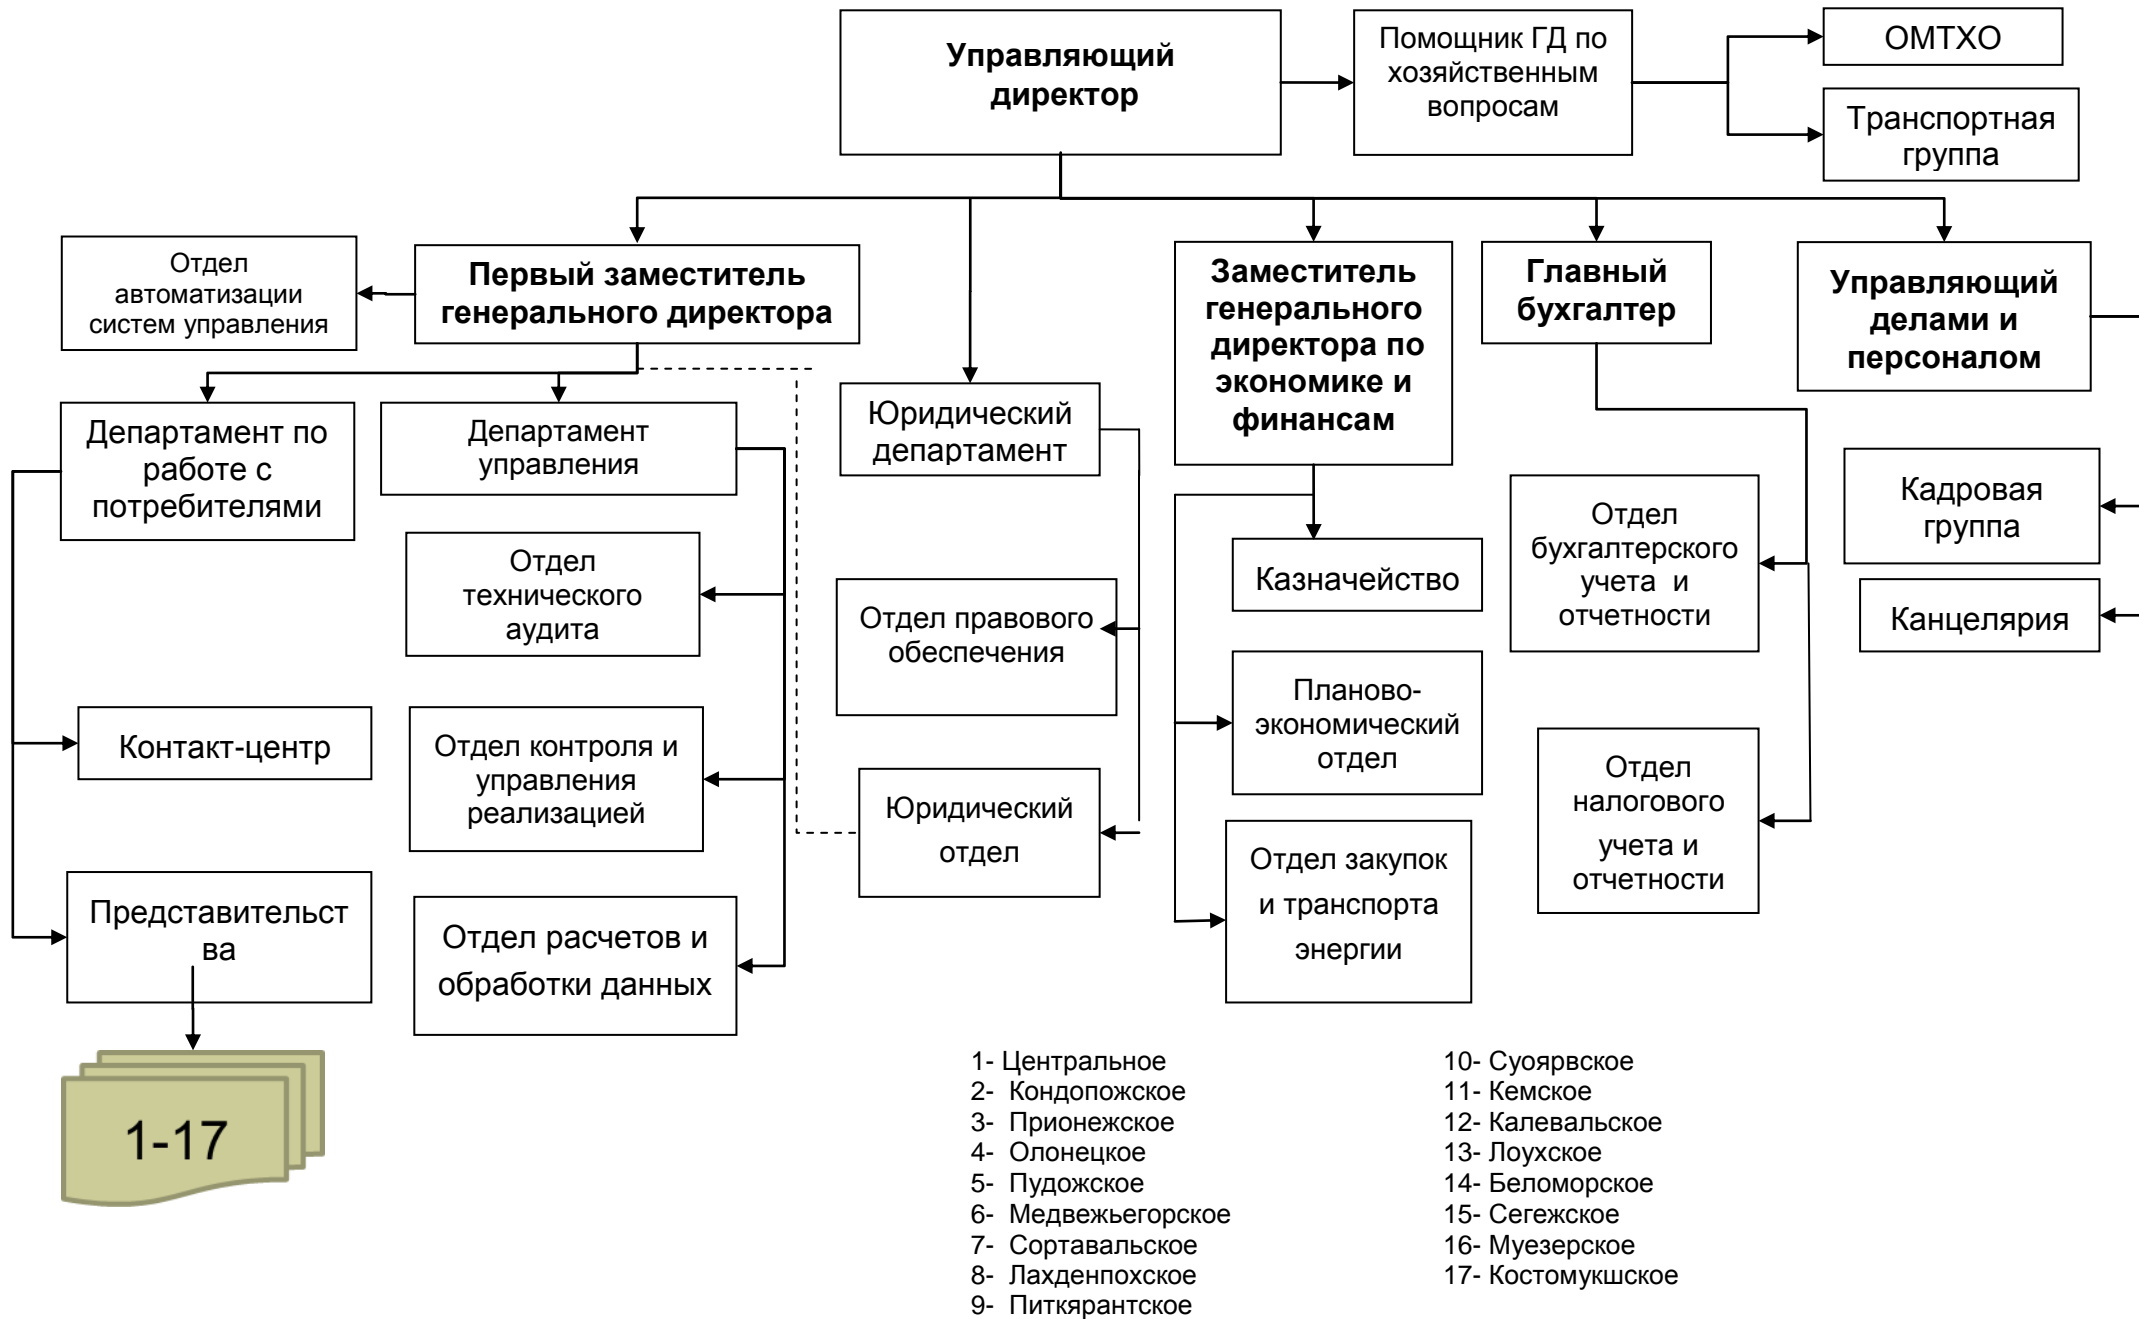 Управляющий
директор
Помощник ГД по
хозяйственным
вопросам
ОМТХО
Транспортная
группа
Отдел
автоматизации
систем управления
Первый заместитель
генерального директора
Заместитель
генерального
директора по
экономике и
финансам
Главный
бухгалтер
Управляющий
делами и
персоналом
Департамент по
работе с
потребителями
Департамент
управления
Юридический
департамент
Отдел
технического
аудита
Отдел правового
обеспечения
Казначейство
Отдел
бухгалтерского
учета и
отчетности
Кадровая
группа
Канцелярия
Контакт-центр
Отдел контроля и
управления
реализацией
Юридический
отдел
Планово-
экономический
отдел
Отдел
налогового
учета и
отчетности
Представительст
ва
Отдел расчетов и
обработки данных
Отдел закупок
и транспорта
энергии
1-17
1- Центральное
2- Кондопожское
3- Прионежское
4- Олонецкое
5- Пудожское
6- Медвежьегорское
7- Сортавальское
8- Лахденпохское
9- Питкярантское
10- Суоярвское
11- Кемское
12- Калевальское
13- Лоухское
14- Беломорское
15- Сегежское
16- Муезерское
17- Костомукшское